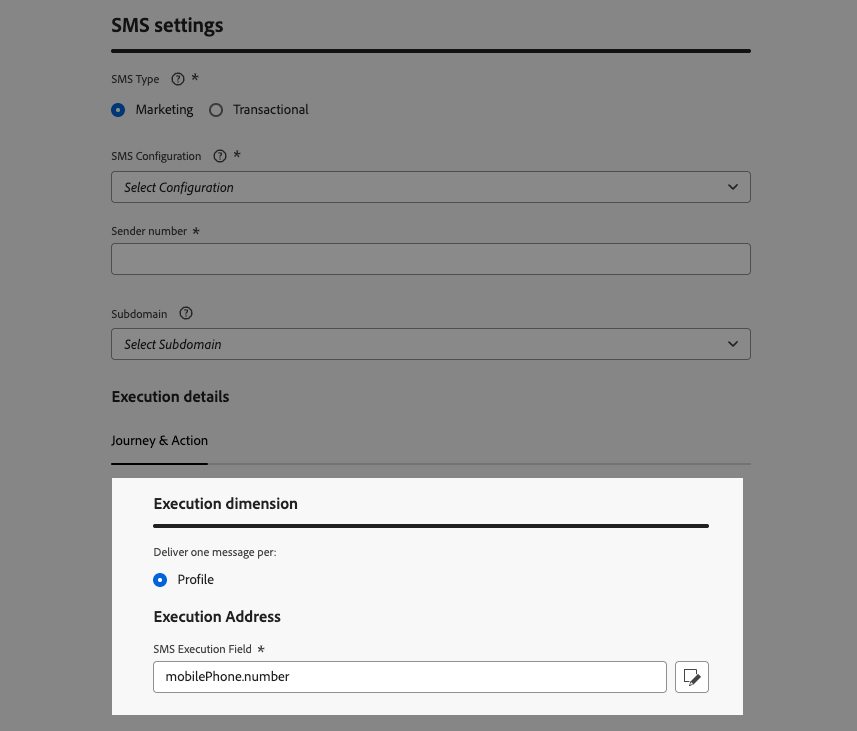 SMS settings
SMS Type ? *
Marketing Transactional
SMS Configuration ? *
Select Configuration
Sender number *
Subdomain ?
Select Subdomain
Execution details
Journey & Action
Execution dimension
Deliver one message per:
Profile
Execution Address
SMS Execution Field *
mobilePhone.number